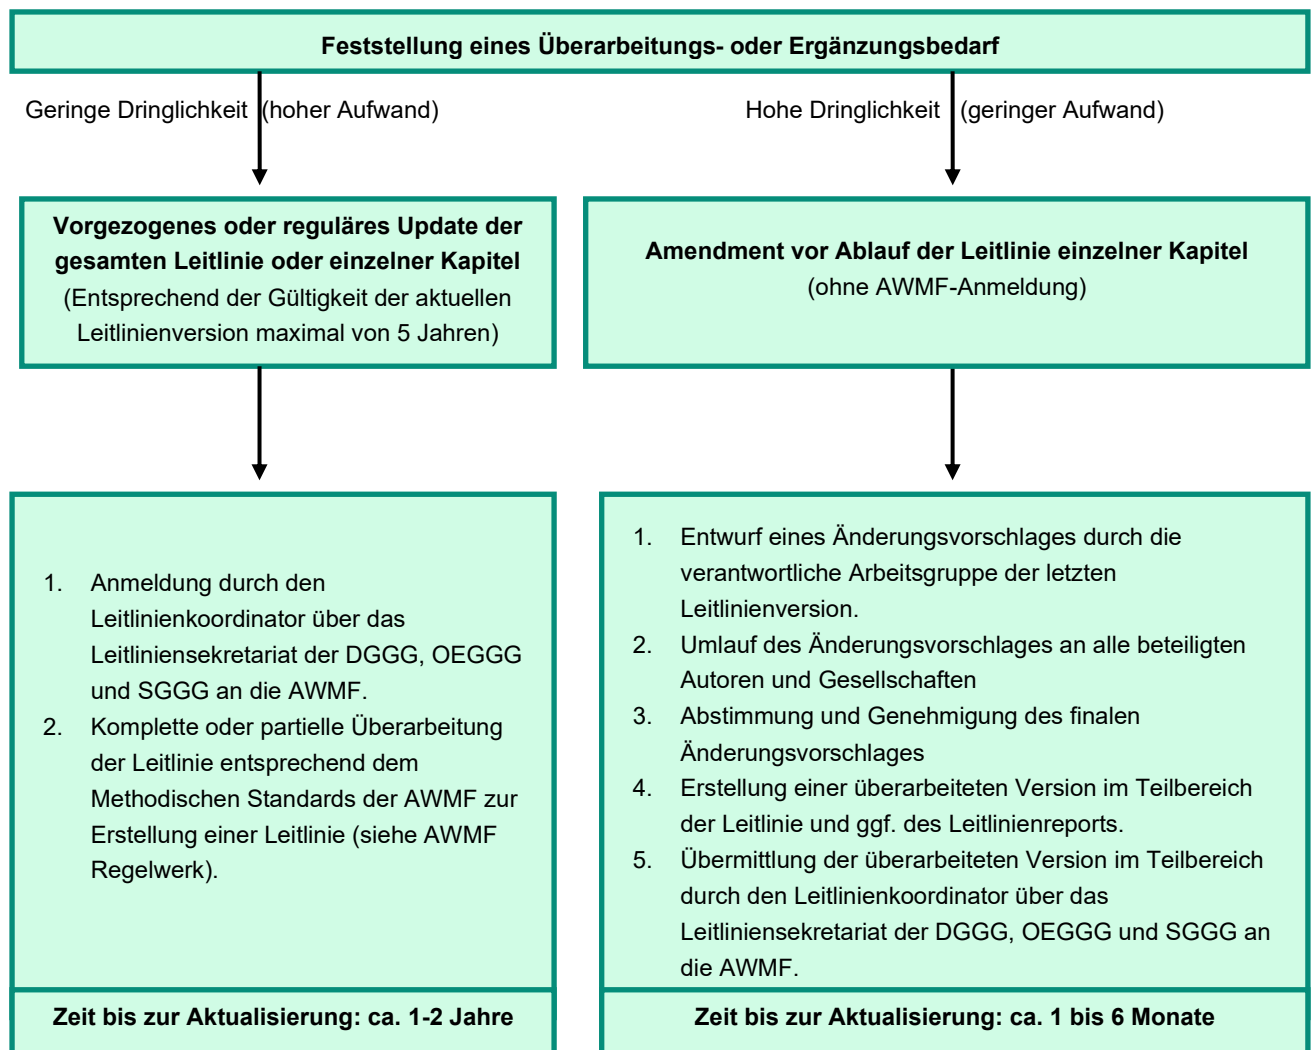 Feststellung eines Überarbeitungs- oder Ergänzungsbedarf
Geringe Dringlichkeit (hoher Aufwand)
Hohe Dringlichkeit (geringer Aufwand)
Vorgezogenes oder reguläres Update der
gesamten Leitlinie oder einzelner Kapitel
(Entsprechend der Gültigkeit der aktuellen
Leitlinienversion maximal von 5 Jahren)
Amendment vor Ablauf der Leitlinie einzelner Kapitel
(ohne AWMF-Anmeldung)
1. Anmeldung durch den
Leitlinienkoordinator über das
Leitliniensekretariat der DGGG, OEGGG
und SGGG an die AWMF.
2. Komplette oder partielle Überarbeitung
der Leitlinie entsprechend dem
Methodischen Standards der AWMF zur
Erstellung einer Leitlinie (siehe AWMF
Regelwerk).
Zeit bis zur Aktualisierung: ca. 1-2 Jahre
1. Entwurf eines Änderungsvorschlages durch die
verantwortliche Arbeitsgruppe der letzten
Leitlinienversion.
2. Umlauf des Änderungsvorschlages an alle beteiligten
Autoren und Gesellschaften
3. Abstimmung und Genehmigung des finalen
Änderungsvorschlages
4. Erstellung einer überarbeiteten Version im Teilbereich
der Leitlinie und ggf. des Leitlinienreports.
5. Übermittlung der überarbeiteten Version im Teilbereich
durch den Leitlinienkoordinator über das
Leitliniensekretariat der DGGG, OEGGG und SGGG an
die AWMF.
Zeit bis zur Aktualisierung: ca. 1 bis 6 Monate